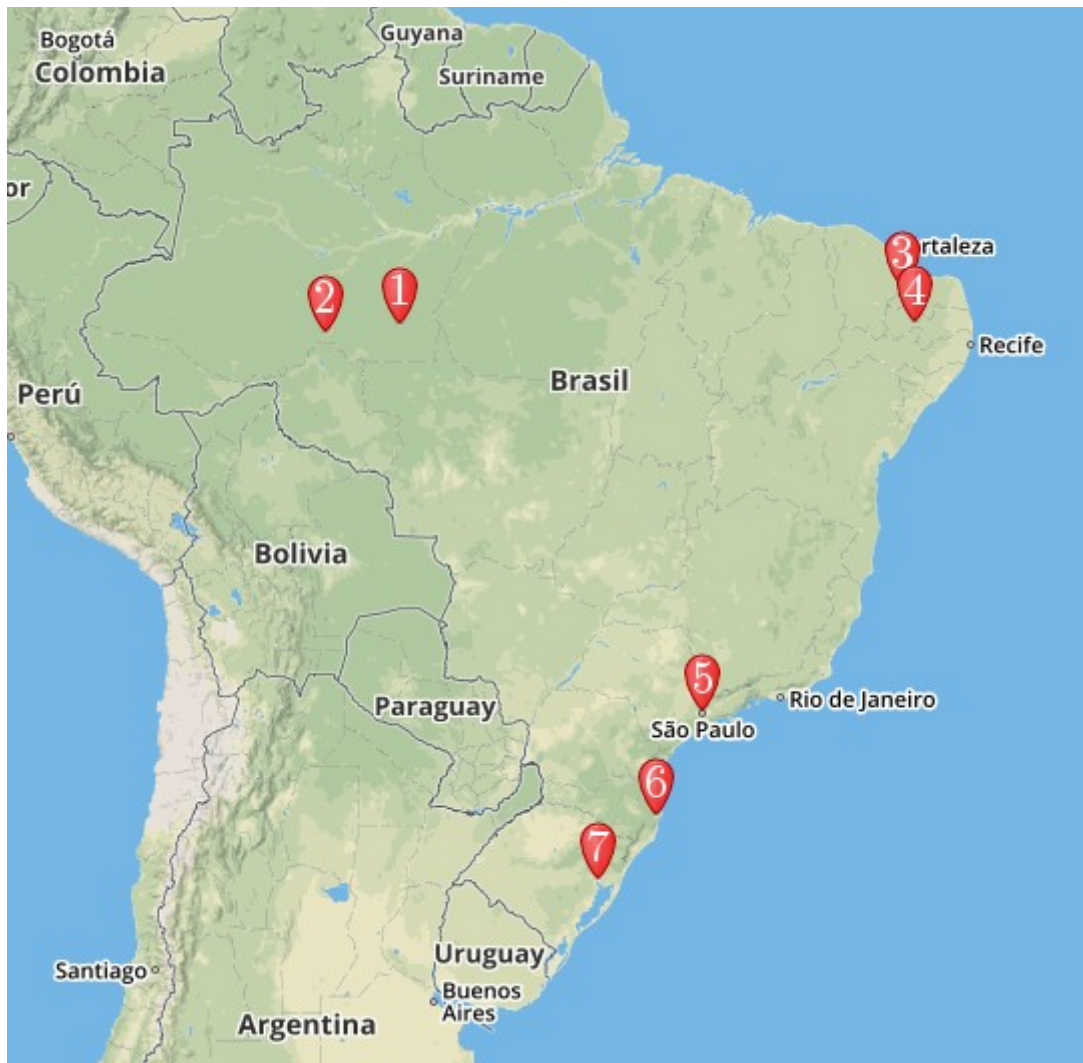 Bogotá
Colombia
Guyana
Suriname
or
3
rtaleza
2
1
4
Recife
Perú
Brasil
Bolivia
5
Paraguay
Rio de Janeiro
São Paulo
6
7
Uruguay
Santiago
Buenos
Aires
Argentina